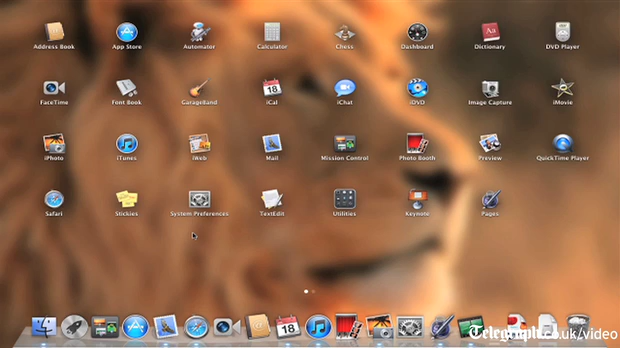 Address Book App Store Automator Calculator Chess Dashboard Dictionary DVD Player
Aa
FaceTime Font Book GarageBand iCal iChat iDVD Image Capture iMovie
18
iPhoto iTunes iWeb Mail Mission Control Photo Booth Preview QuickTime Player
Safari Stickies System Preferences TextEdit Utilities Keynote Pages
18
Telegraph.co.uk/video